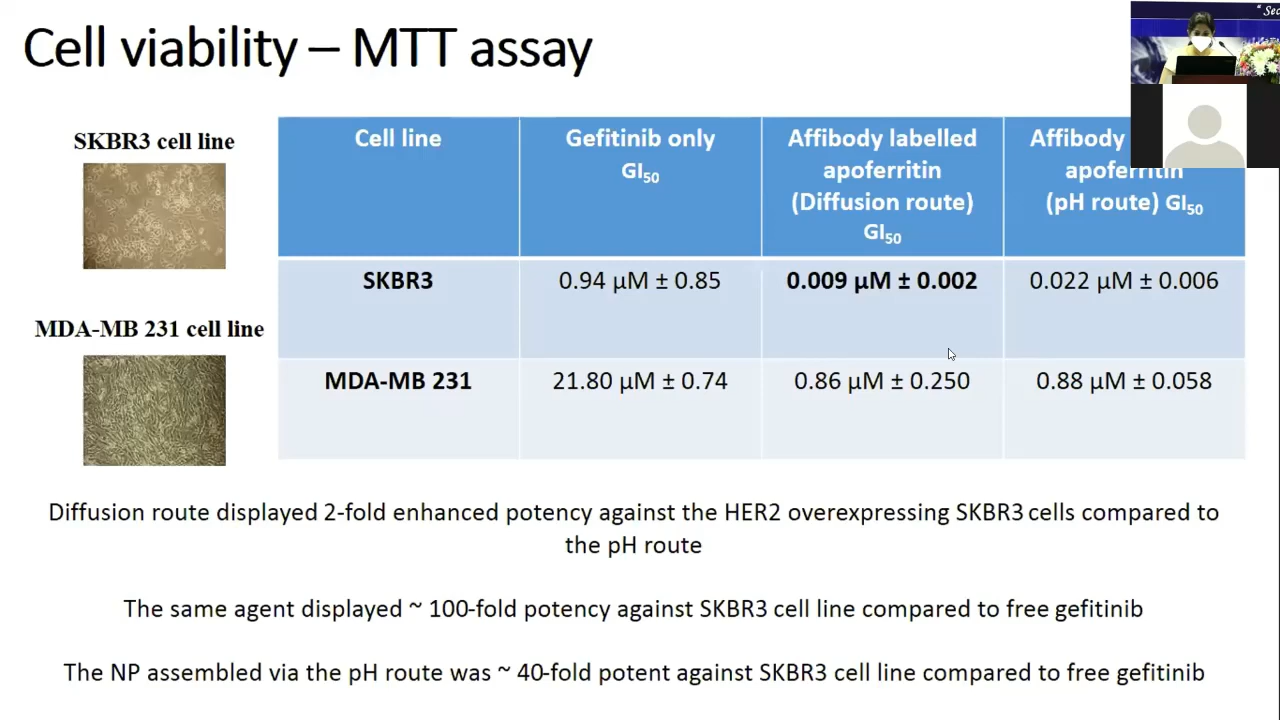 Cell viability – MTT assay
SKBR3 cell line
MDA-MB 231 cell line
Cell line
Gefitinib only
GI50
Affibody labelled
apoferritin
(Diffusion route)
GI50
Affibody
apoferritin
(pH route) GI50
SKBR3
0.94 µM ± 0.85
0.009 µM ± 0.002
0.022 µM ± 0.006
MDA-MB 231
21.80 µM ± 0.74
0.86 µM ± 0.250
0.88 µM ± 0.058
Diffusion route displayed 2-fold enhanced potency against the HER2 overexpressing SKBR3 cells compared to
the pH route
The same agent displayed ~ 100-fold potency against SKBR3 cell line compared to free gefitinib
The NP assembled via the pH route was ~ 40-fold potent against SKBR3 cell line compared to free gefitinib